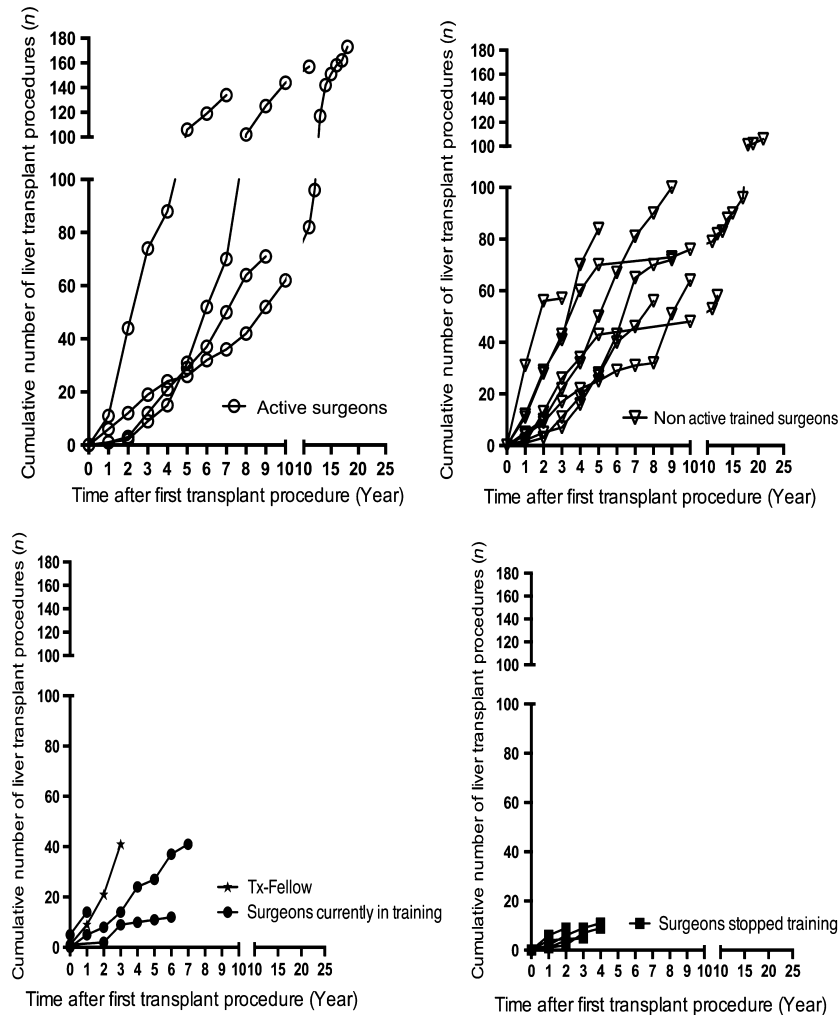 Cumulative number of liver transplant procedures (n)
180
160
140
120
100
100
80
60
40
20
0
0 1 2 3 4 5 6 7 8 9 10 10 15 20 25
Active surgeons
Time after first transplant procedure (Year)
Cumulative number of liver transplant procedures (n)
180
160
140
120
100
100
80
60
40
20
0
0 1 2 3 4 5 6 7 8 9 10 10 15 20 25
Non active trained surgeons
Time after first transplant procedure (Year)
Cumulative number of liver transplant procedures (n)
180
160
140
120
100
100
80
60
40
20
0
0 1 2 3 4 5 6 7 8 9 10 10 15 20 25
Tx-Fellow
Surgeons currently in training
Time after first transplant procedure (Year)
Cumulative number of liver transplant procedures (n)
180
160
140
120
100
100
80
60
40
20
0
0 1 2 3 4 5 6 7 8 9 10 10 15 20 25
Surgeons stopped training
Time after first transplant procedure (Year)